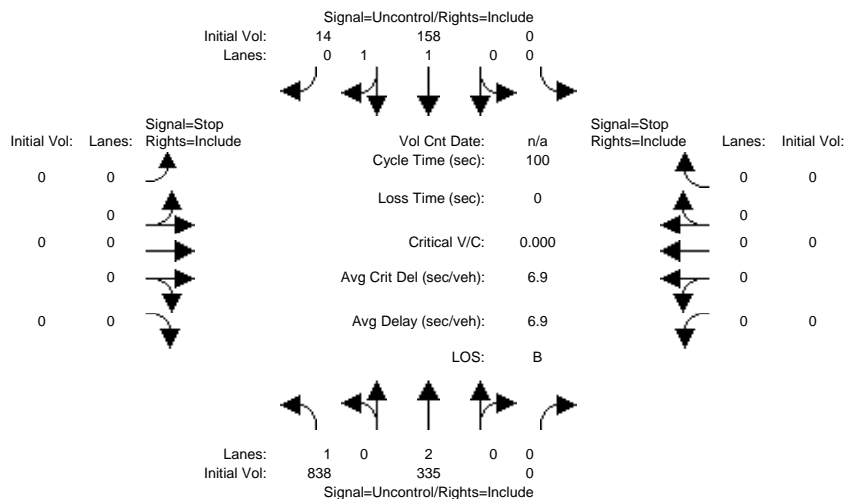 Signal=Uncontrol/Rights=Include
Initial Vol: 14 158 0
Lanes: 0 1 1 0 0
Signal=Stop
Initial Vol: Lanes: Rights=Include
Vol Cnt Date: n/a
Signal=Stop
Rights=Include Lanes: Initial Vol:
Cycle Time (sec): 100
0 0
0 0
Loss Time (sec): 0
0
0
0 0
Critical V/C: 0.000
0 0
0
Avg Crit Del (sec/veh): 6.9
0
0 0
Avg Delay (sec/veh): 6.9
0 0
LOS: B
Lanes: 1 0 2 0 0
Initial Vol: 838 335 0
Signal=Uncontrol/Rights=Include